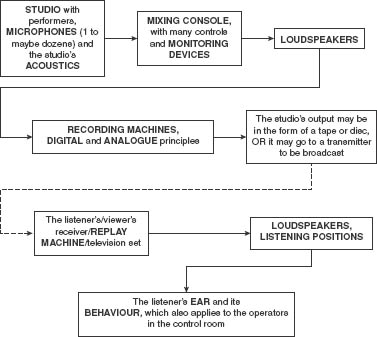 STUDIO with
performers,
MICROPHONES (1 to
maybe dozene) and
the studio's
ACOUSTICS
MIXING CONSOLE,
with many controle
and MONITORING
DEVICES
LOUDSPEAKERS
RECORDING MACHINES,
DIGITAL and ANALOGUE principles
The studio's output may be
in the form of a tape or disc,
OR it may go to a transmitter
to be broadcast
The listener's/viewer's
receiver/REPLAY
MACHINE/television set
LOUDSPEAKERS,
LISTENING POSITIONS
The listener's EAR and its
BEHAVIOUR, which also applies to the operators
in the control room